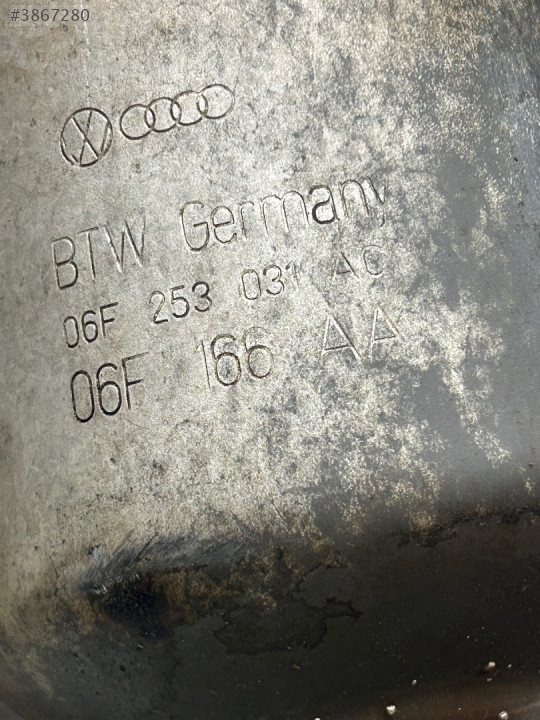 #3867280
BTW Germany
06F 253 031 AC
06F 166 AA